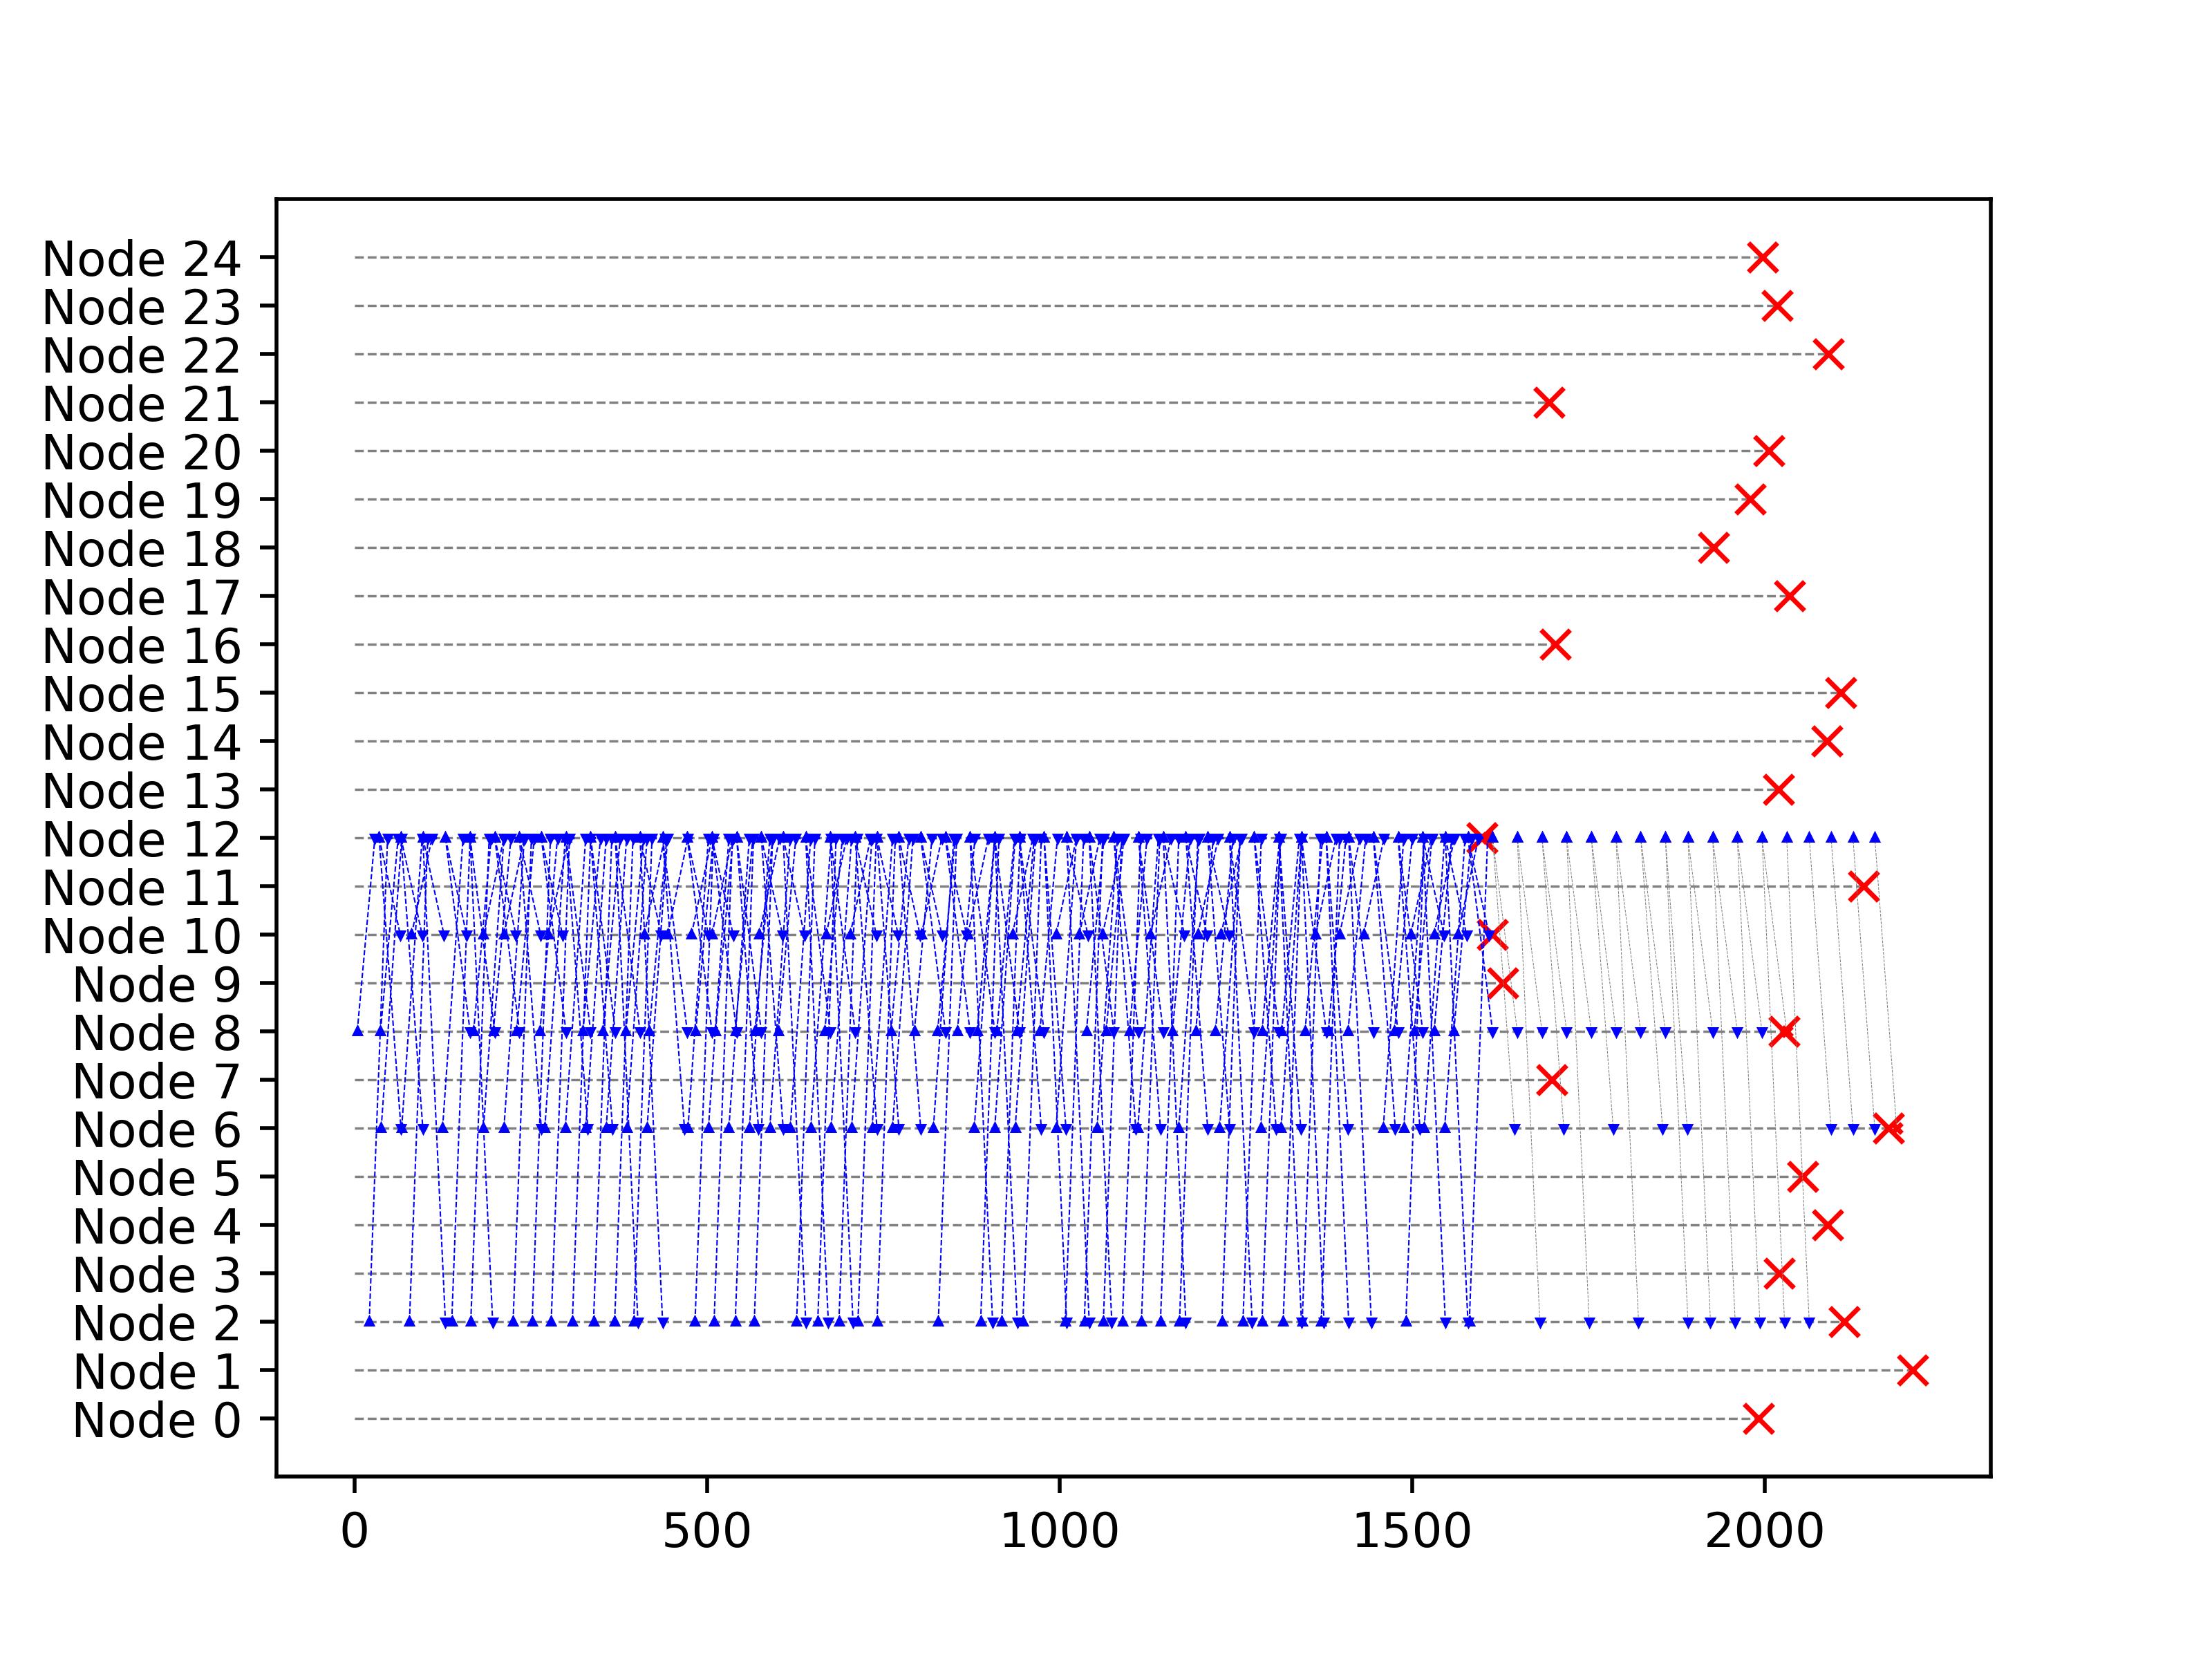 Node 24
Node 23
Node 22
Node 21
Node 20
Node 19
Node 18
Node 17
Node 16
Node 15
Node 14
Node 13
Node 12
Node 11
Node 10
Node 9
Node 8
Node 7
Node 6
Node 5
Node 4
Node 3
Node 2
Node 1
Node 0
0 500 1000 1500 2000